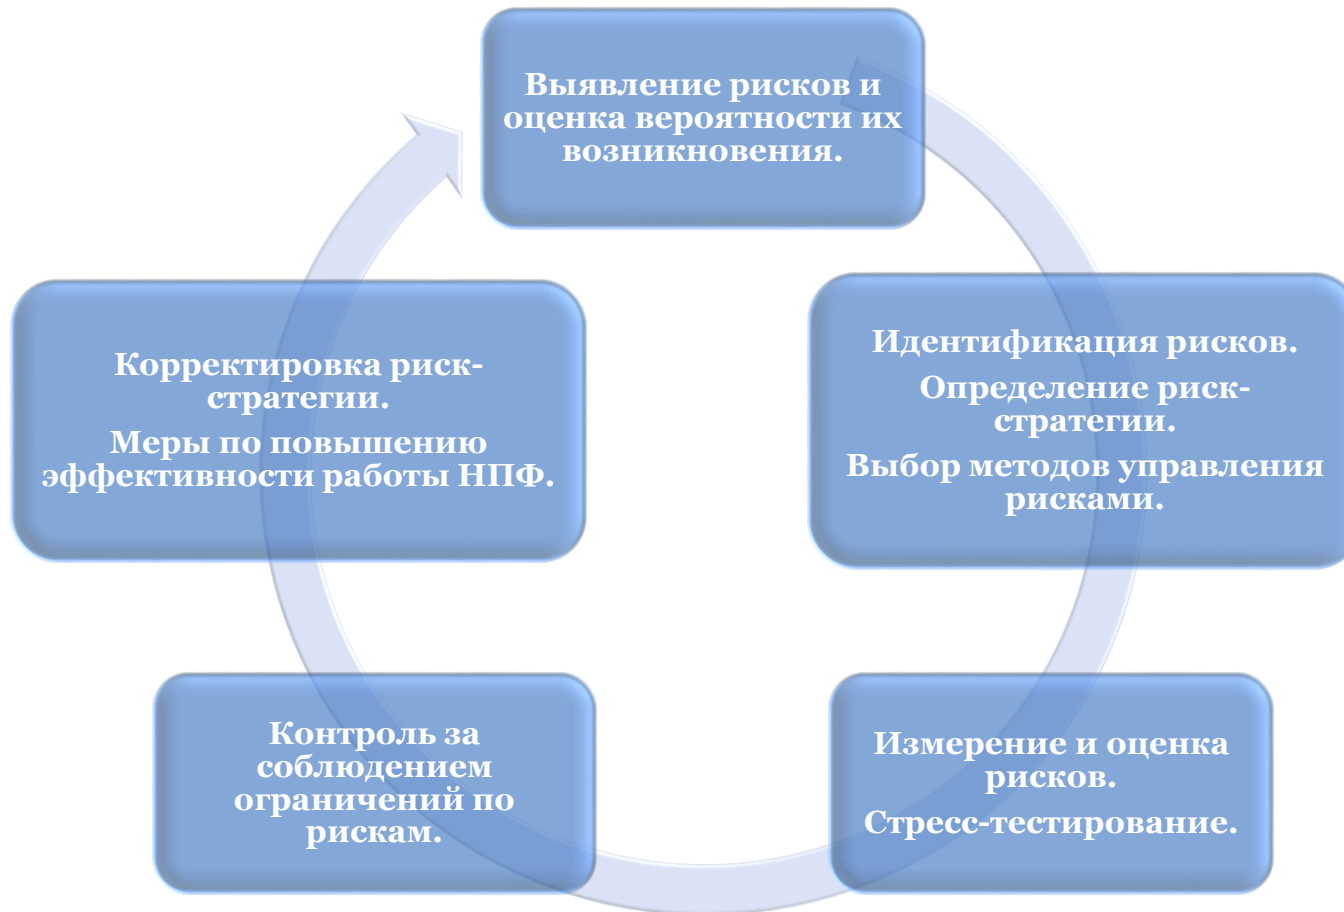 Выявление рисков и
оценка вероятности их
возникновения.
Идентификация рисков.
Определение риск-
стратегии.
Выбор методов управления
рисками.
Измерение и оценка
рисков.
Стресс-тестирование.
Контроль за
соблюдением
ограничений по
рискам.
Корректировка риск-
стратегии.
Меры по повышению
эффективности работы НПФ.